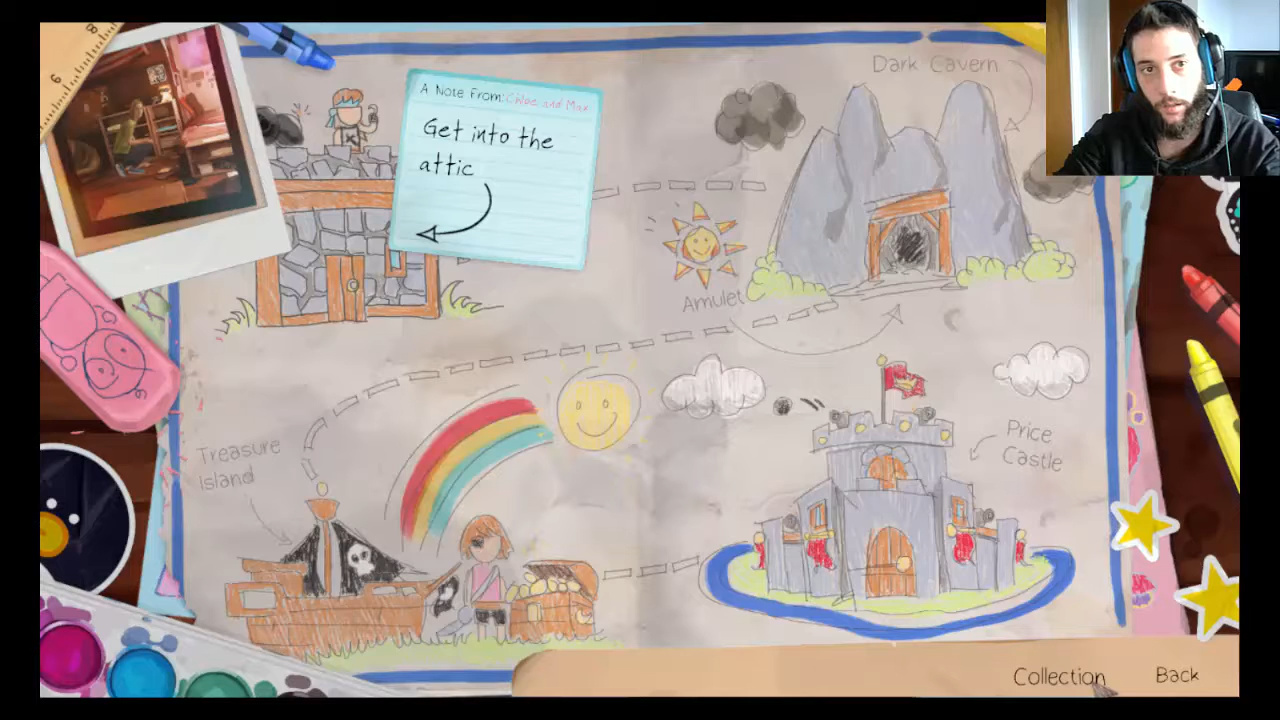 Dark Cavern
A Note From: Chloe and Max
Get into the
attic
Amulet
Treasure
Island
Price
Castle
Collection
Back